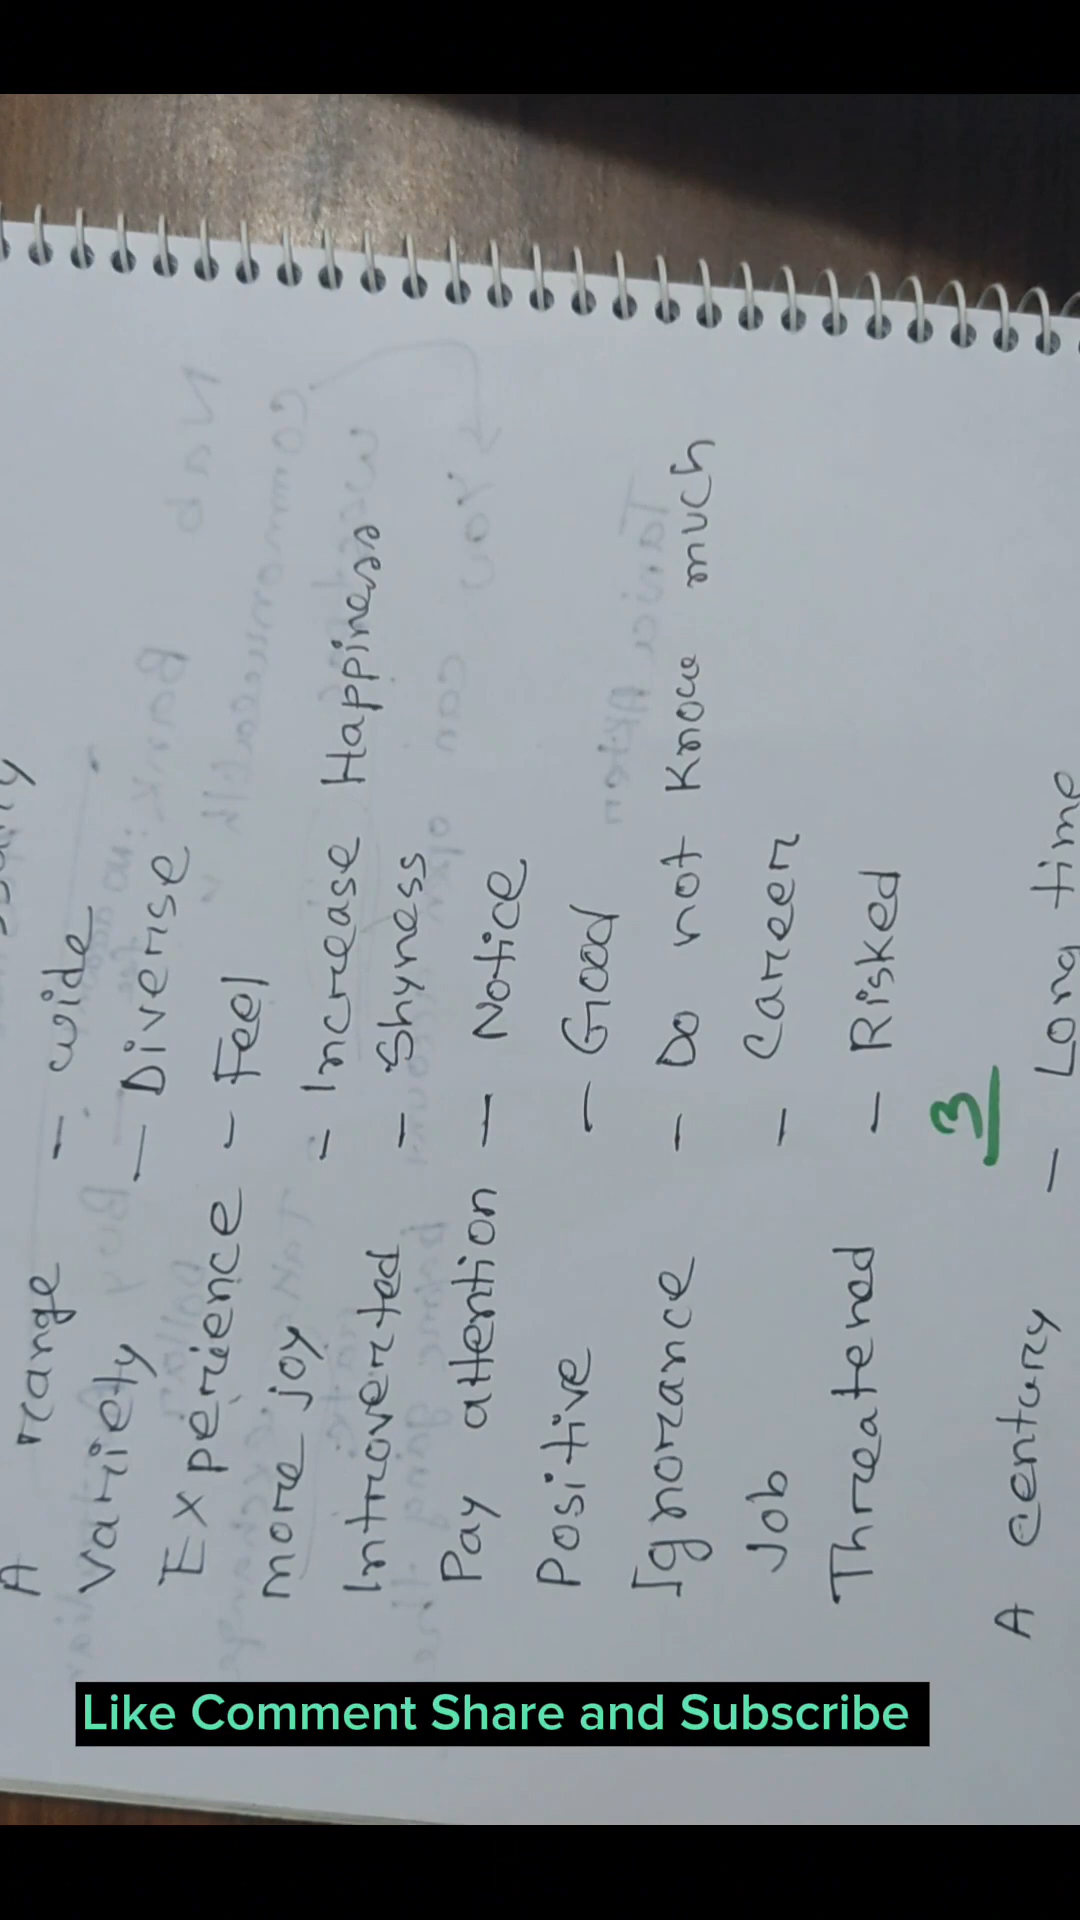 A range - wide
variety - Diverse
Experience - Feel
more joy - Increase Happiness
Introverted - Shyness
Pay attention - Notice
Positive - Good
Ignorance - Do not know much
Job - Career
Threatened - Risked
3
A century - Long time
Like Comment Share and Subscribe